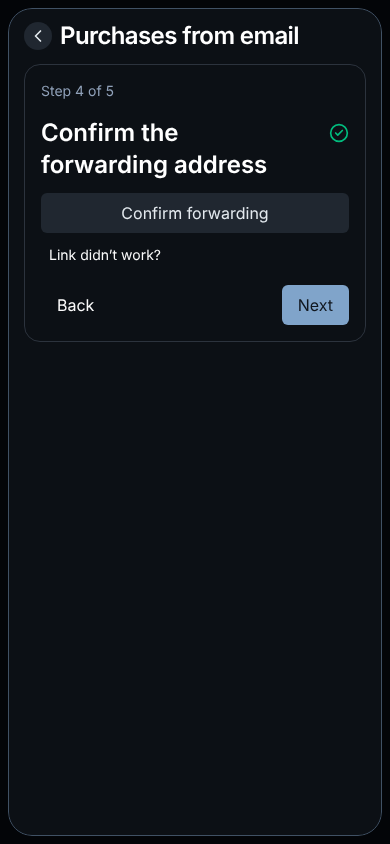 Purchases from email
Step 4 of 5
Confirm the
forwarding address
Confirm forwarding
Link didn’t work?
Back
Next